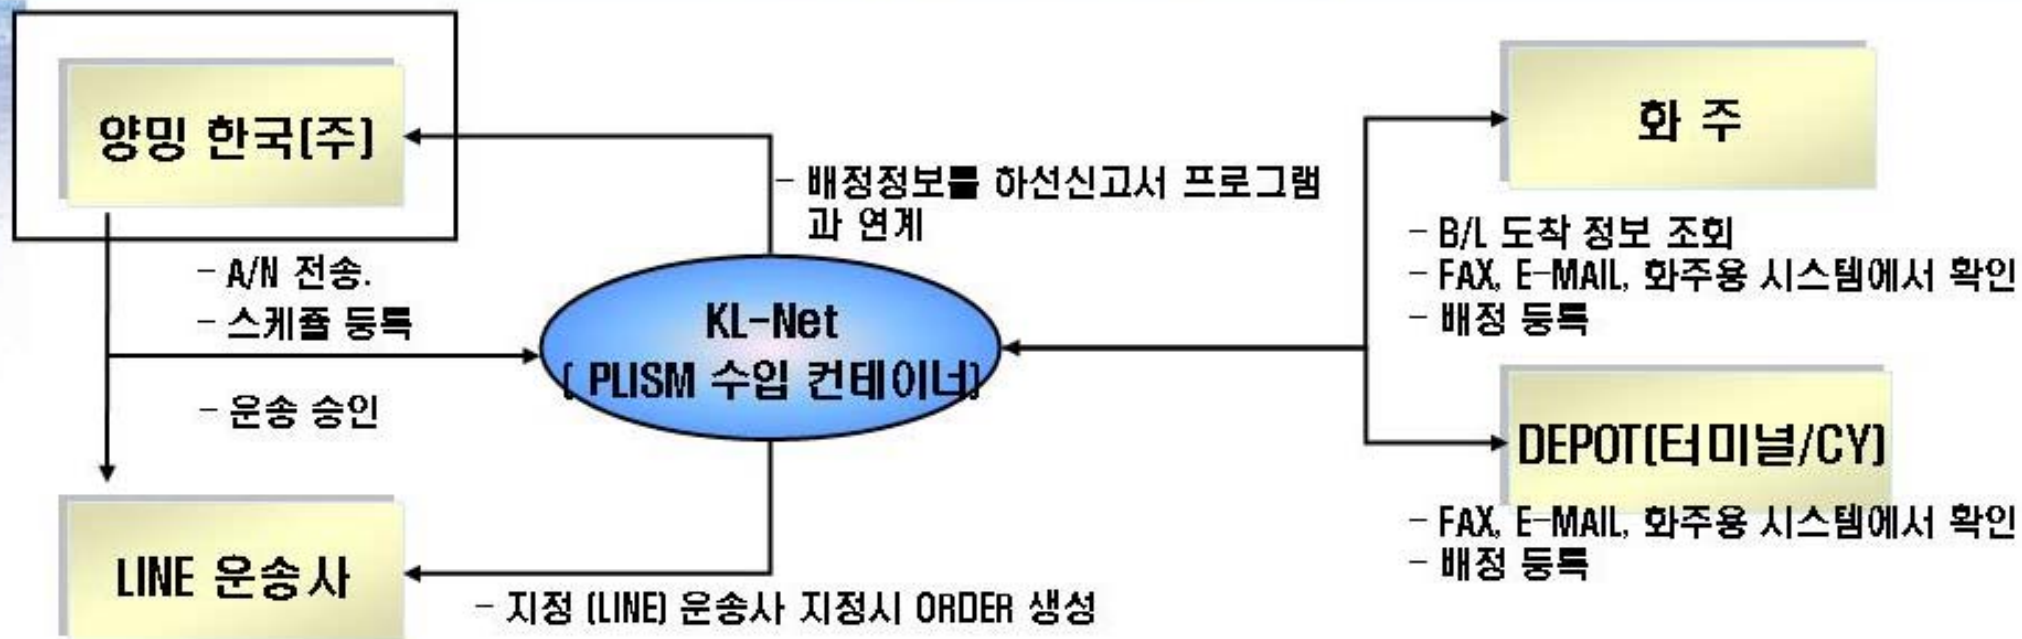 양밍 한국(주)
- A/N 전송.
- 스케쥴 등록
- 운송 승인
LINE 운송사
- 배정정보를 하선신고서 프로그램
과 연계
KL-Net
( PLISM 수입 컨테이너)
- 지정 (LINE) 운송사 지정시 ORDER 생성
화 주
- B/L 도착 정보 조회
- FAX, E-MAIL, 화주용 시스템에서 확인
- 배정 등록
DEPOT(터미널/CY)
- FAX, E-MAIL, 화주용 시스템에서 확인
- 배정 등록